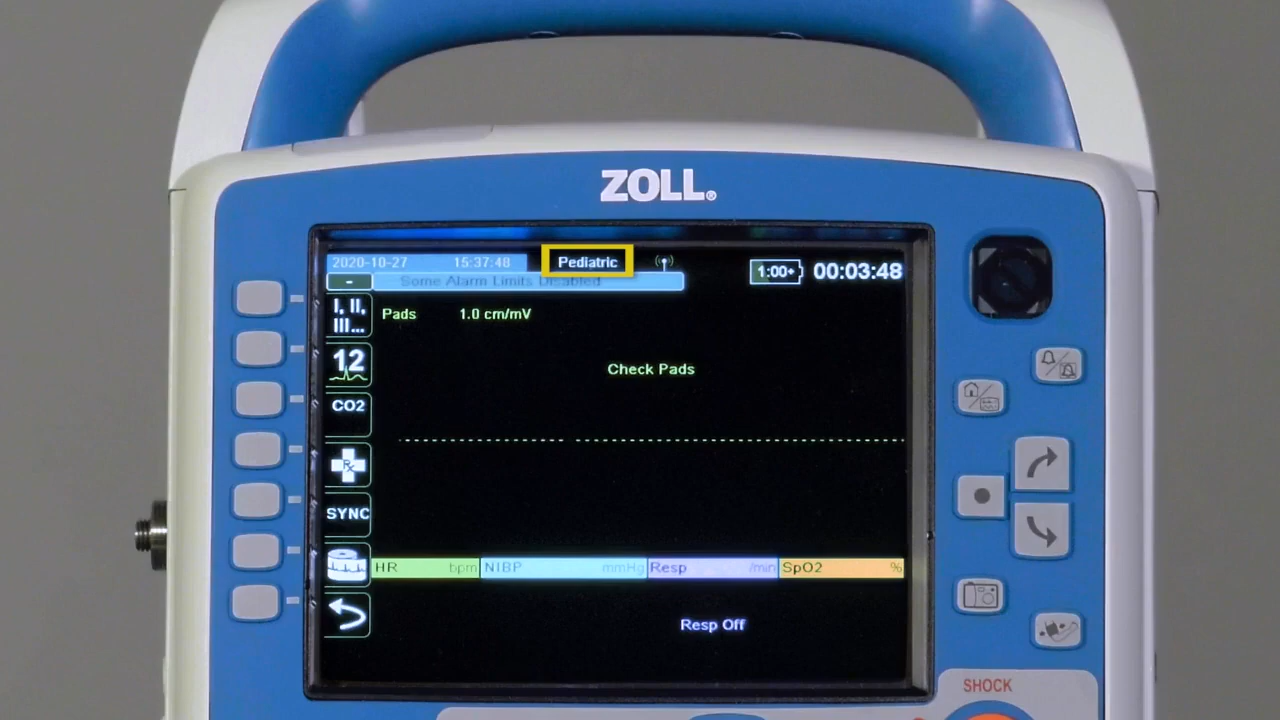 ZOLL®
2020-10-27 15:37:48 Pediatric 1:00+ 00:03:48
- Some Alarm Limits Disabled
I, II,
III...
Pads 1.0 cm/mV
12
Check Pads
CO2
Rx
SYNC
HR bpm NIBP mmHg Resp /min SpO2 %
Resp Off
SHOCK